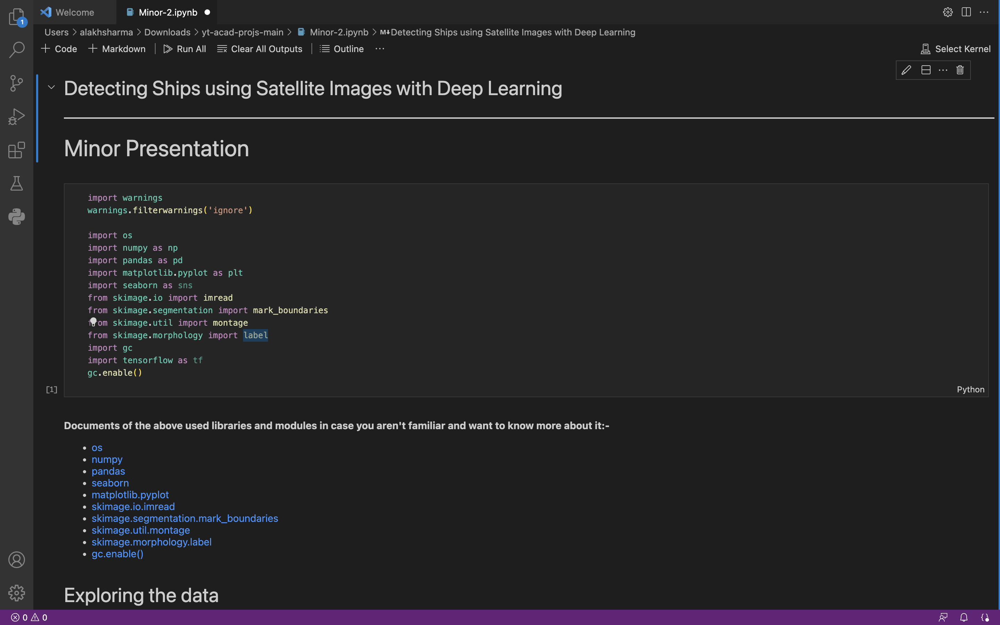 1
Welcome
Minor-2.ipynb
Users > alakhsharma > Downloads > yt-acad-projs-main > Minor-2.ipynb > M↓Detecting Ships using Satellite Images with Deep Learning
+ Code + Markdown | Run All Clear All Outputs | Outline ...
Select Kernel
Detecting Ships using Satellite Images with Deep Learning
Minor Presentation
import warnings
warnings.filterwarnings('ignore')
import os
import numpy as np
import pandas as pd
import matplotlib.pyplot as plt
import seaborn as sns
from skimage.io import imread
from skimage.segmentation import mark_boundaries
from skimage.util import montage
from skimage.morphology import label
import gc
import tensorflow as tf
gc.enable()
[1]
Python
Documents of the above used libraries and modules in case you aren't familiar and want to know more about it:-
• os
• numpy
• pandas
• seaborn
• matplotlib.pyplot
• skimage.io.imread
• skimage.segmentation.mark_boundaries
• skimage.util.montage
• skimage.morphology.label
• gc.enable()
Exploring the data
0 0